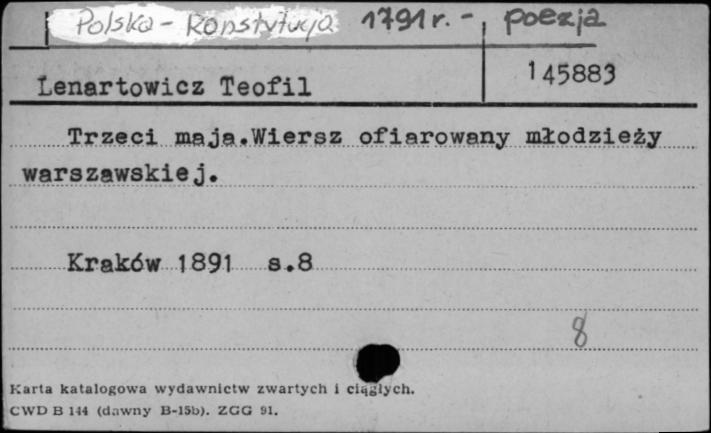 Polska - Konstytucja 1791 r. - poezja
Lenartowicz Teofil 145883
Trzeci maja.Wiersz ofiarowany młodzieży
warszawskiej.
Kraków 1891 s.8
8
Karta katalogowa wydawnictw zwartych i ciągłych.
CWD B 144 (dawny B-15b). ZGG 91.